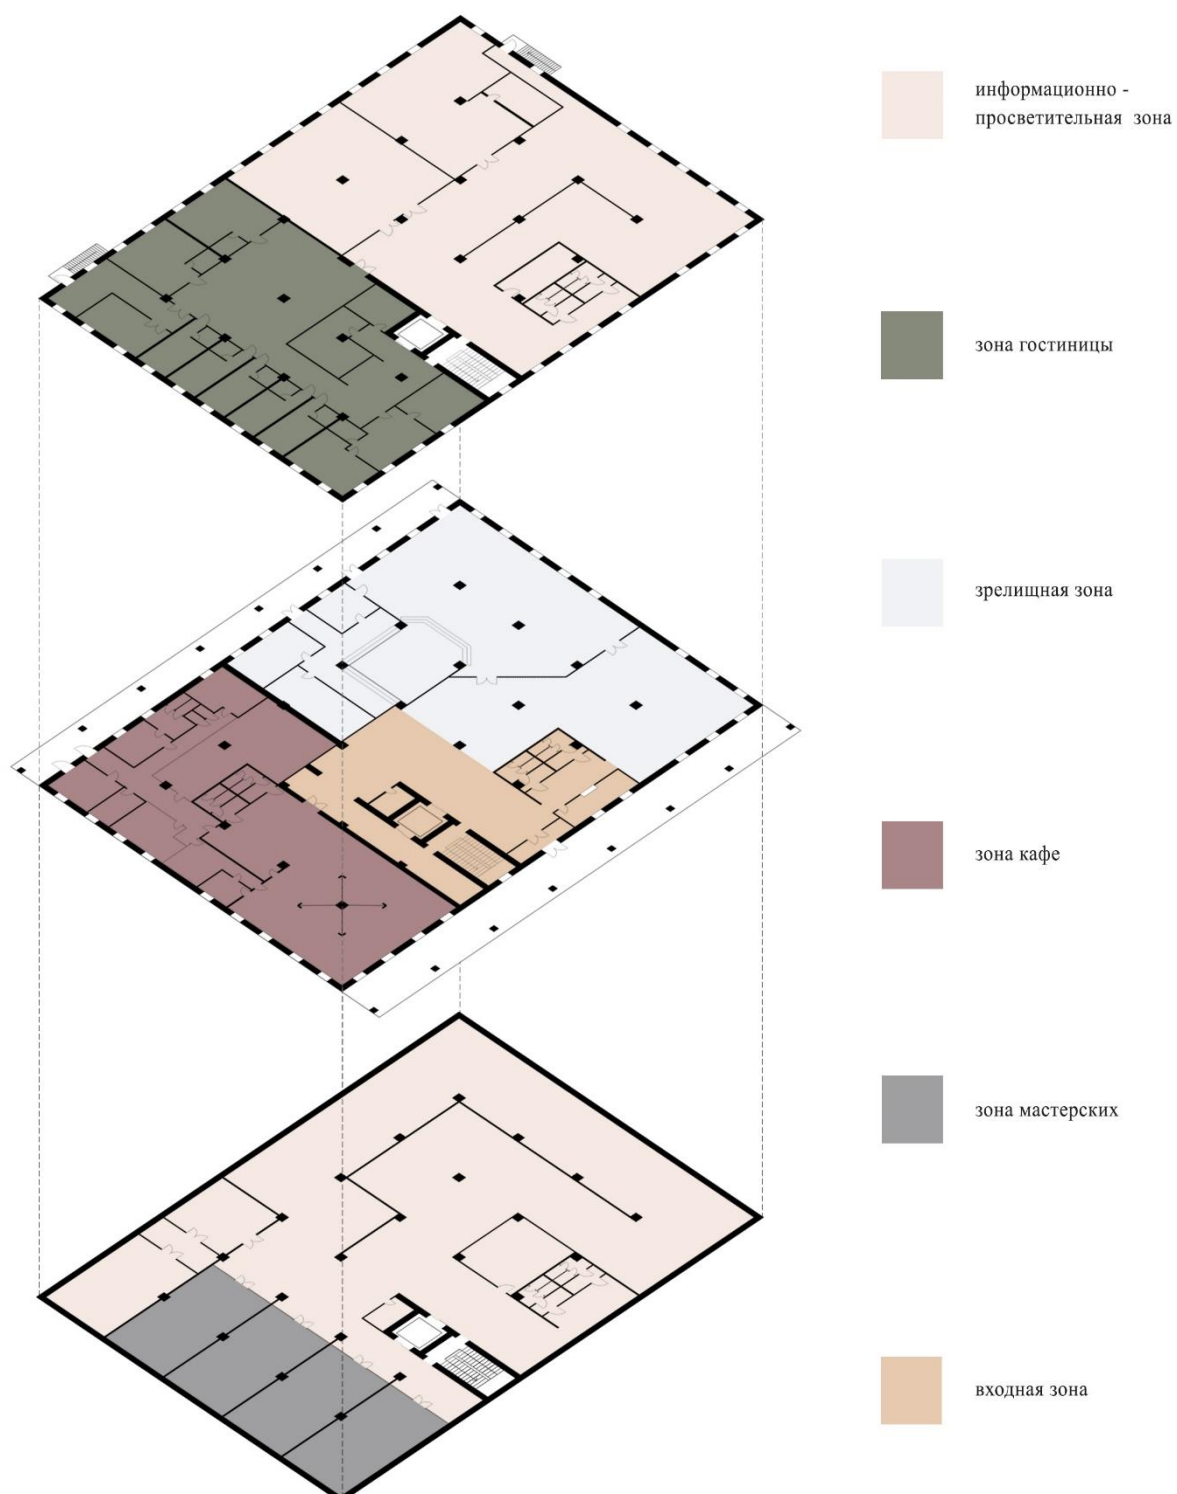 информационно -
просветительная зона
зона гостиницы
зрелищная зона
зона кафе
зона мастерских
входная зона